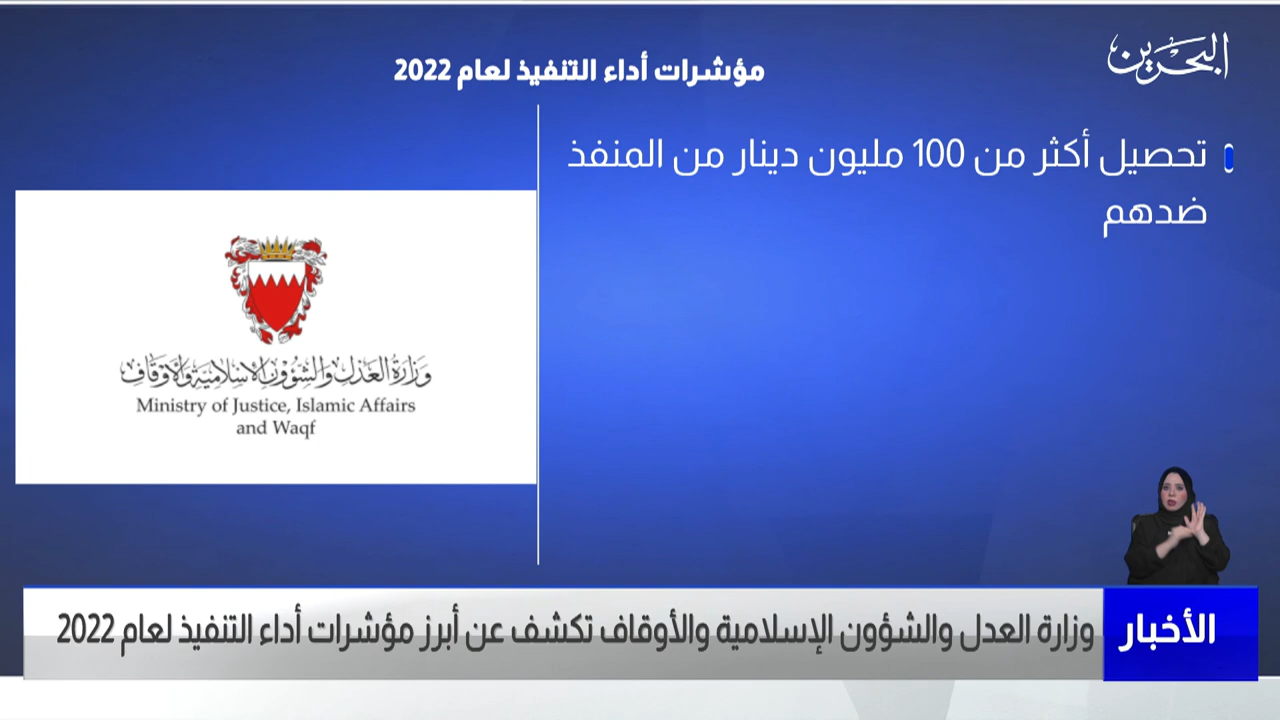 البحرين
مؤشرات أداء التنفيذ لعام 2022
تحصيل أكثر من 100 مليون دينار من المنفذ
ضدهم
وزارة العدل والشؤون الإسلامية والأوقاف
Ministry of Justice, Islamic Affairs
and Waqf
الأخبار
وزارة العدل والشؤون الإسلامية والأوقاف تكشف عن أبرز مؤشرات أداء التنفيذ لعام 2022